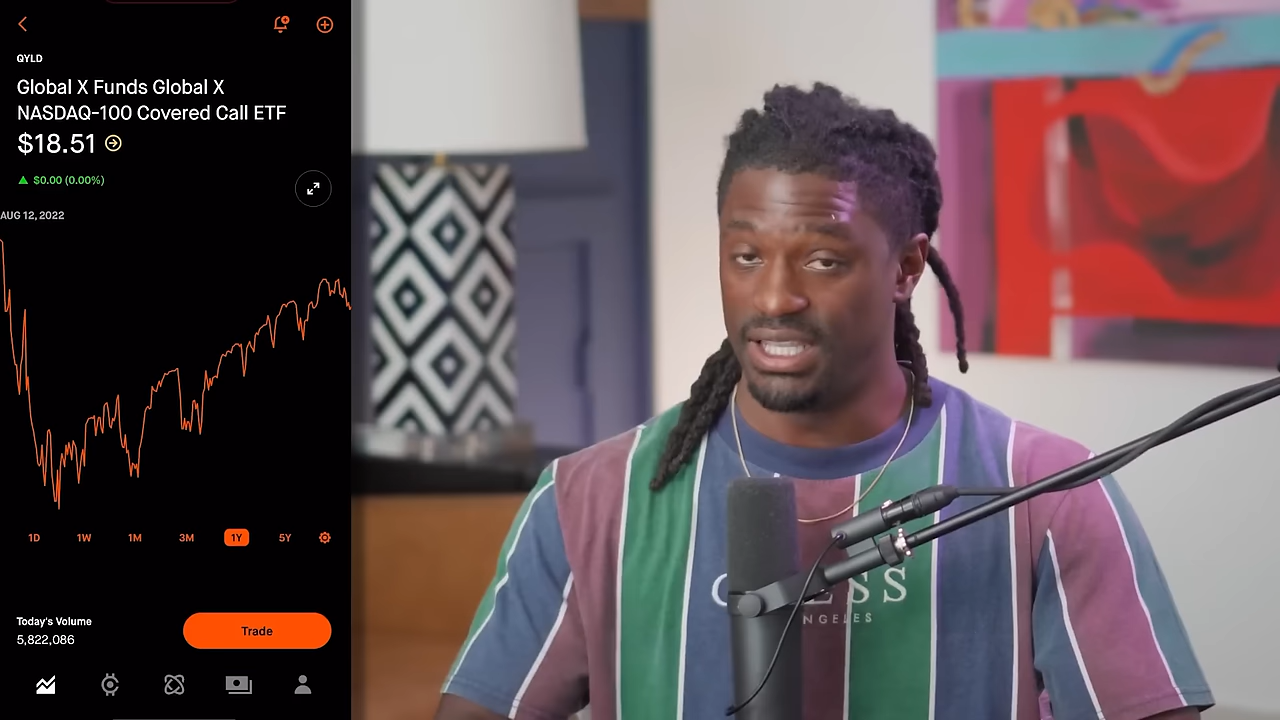 QYLD
Global X Funds Global X
NASDAQ-100 Covered Call ETF
$18.51
$0.00 (0.00%)
AUG 12, 2022
1D 1W 1M 3M 1Y 5Y
Today's Volume
5,822,086
Trade